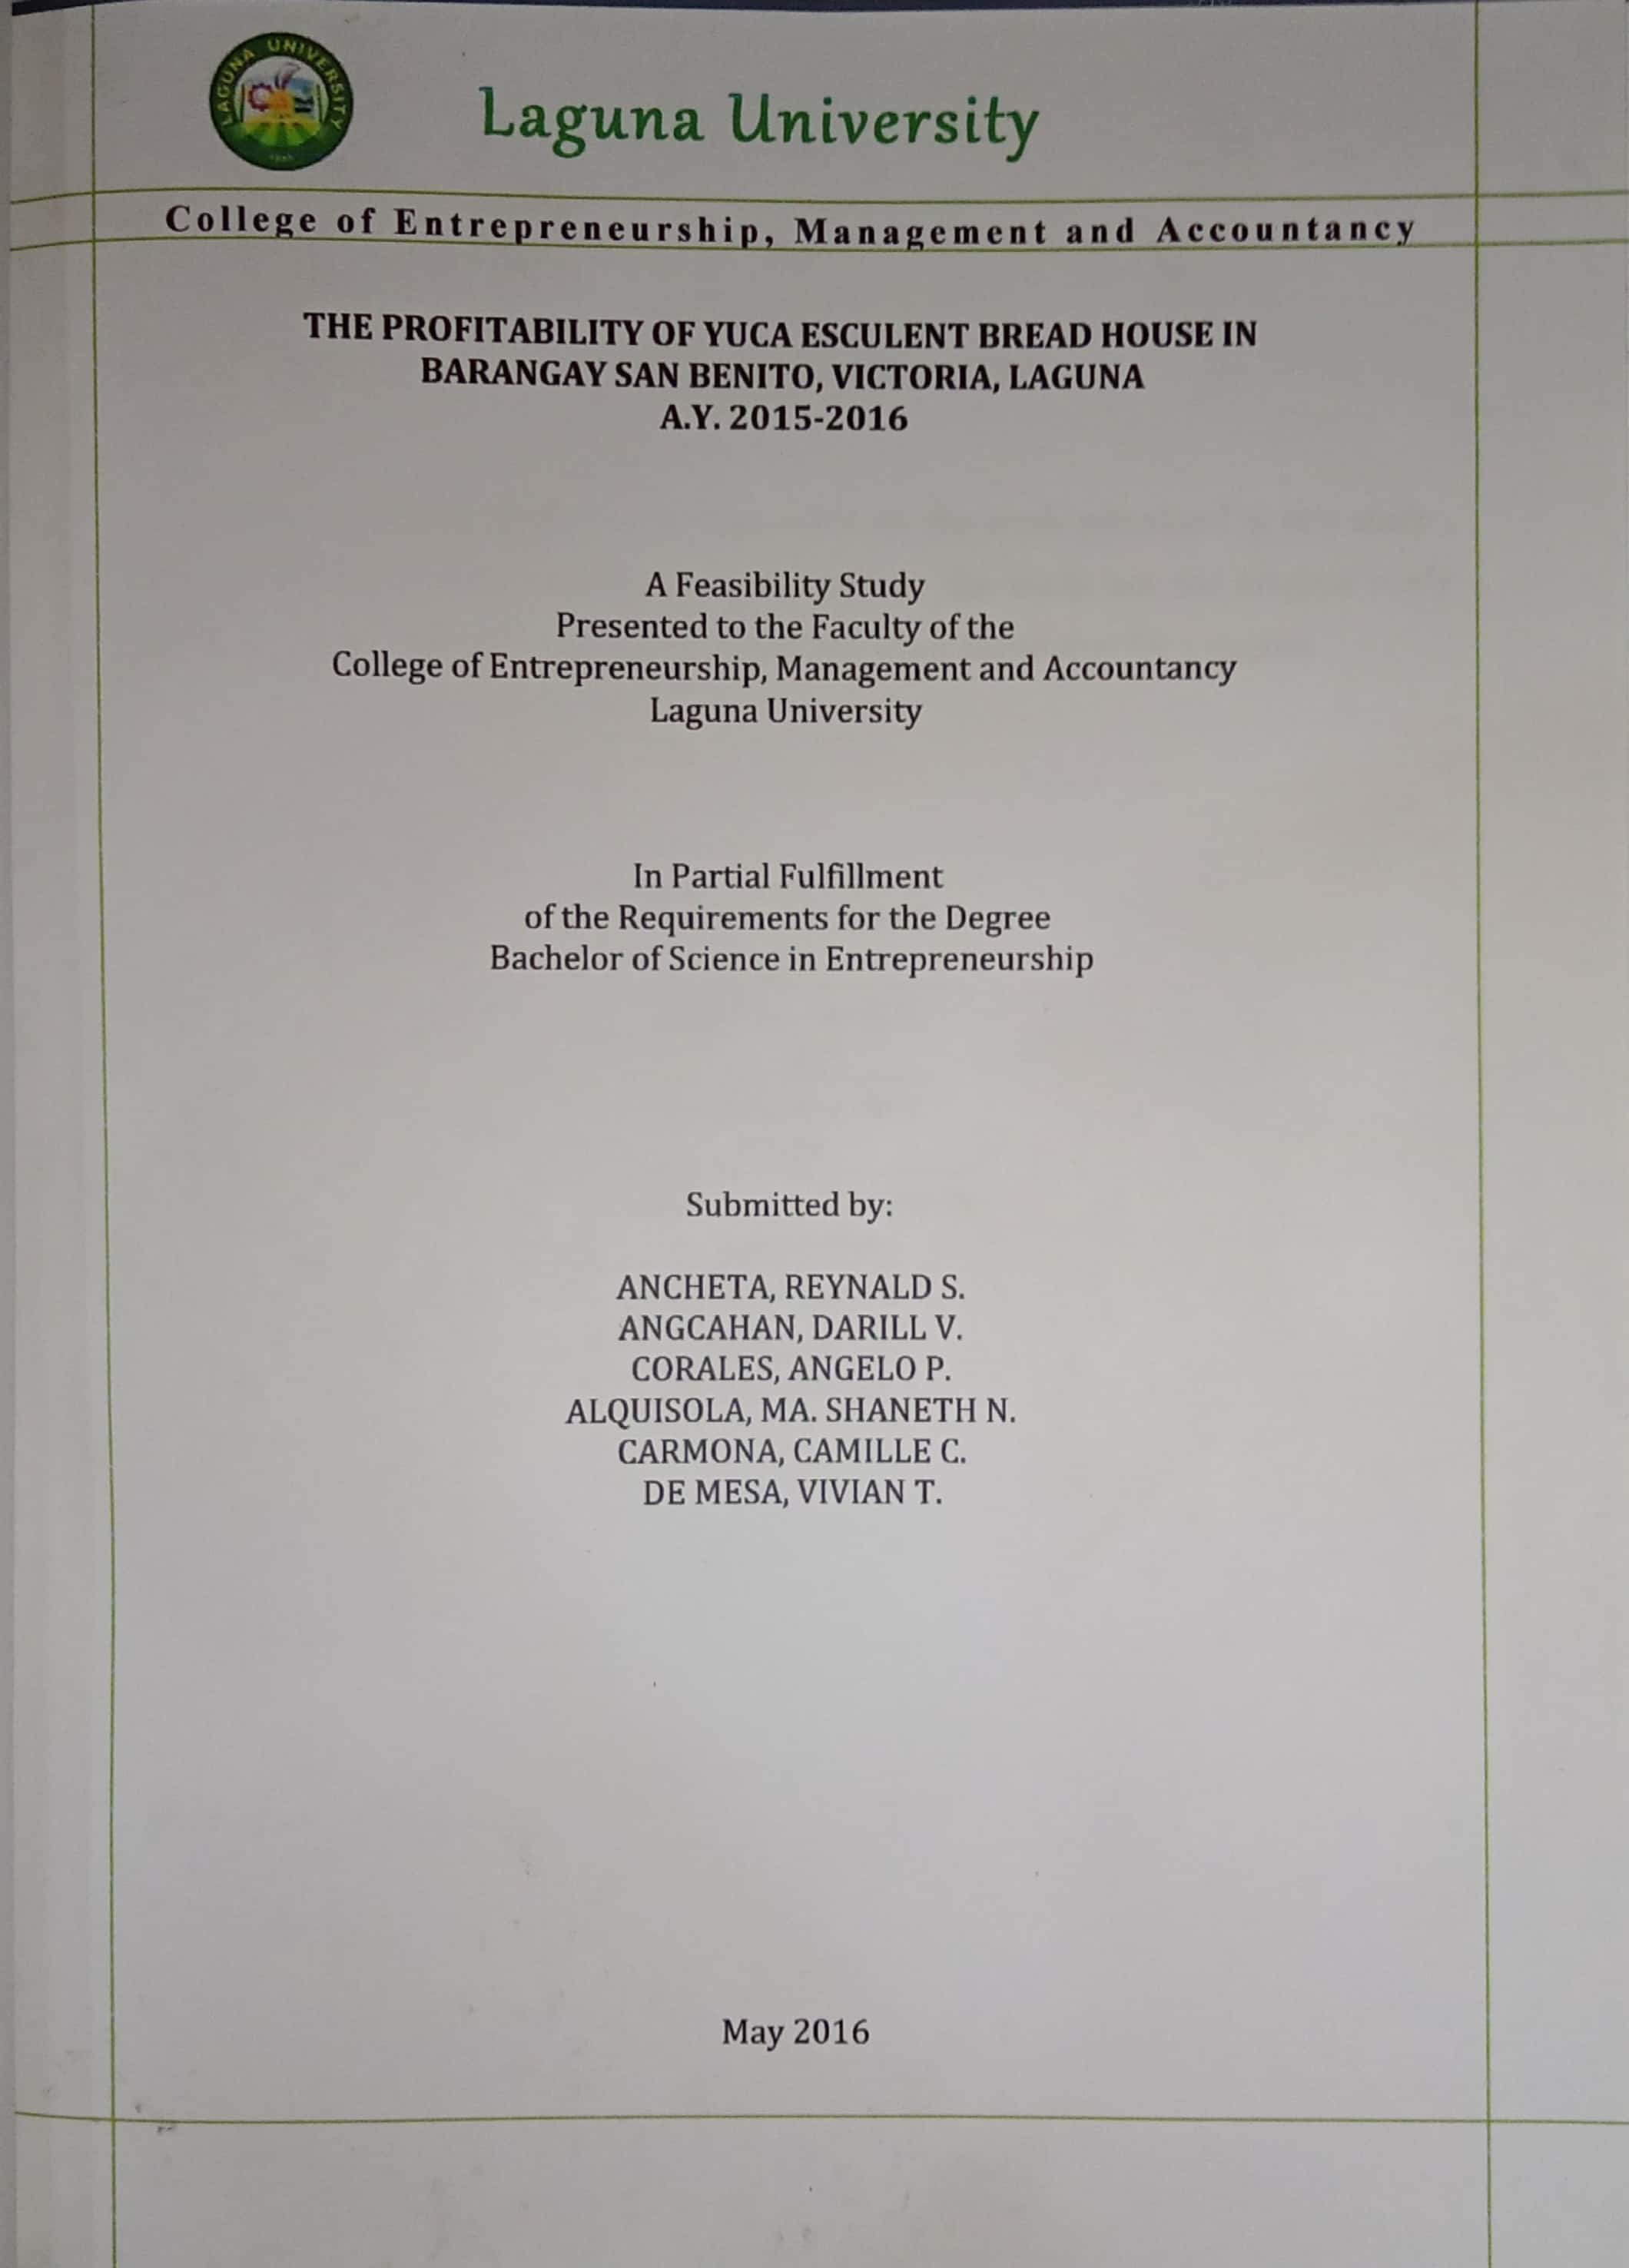 LAGUNA UNIVERSITY
Laguna University
College of Entrepreneurship, Management and Accountancy
THE PROFITABILITY OF YUCA ESCULENT BREAD HOUSE IN
BARANGAY SAN BENITO, VICTORIA, LAGUNA
A.Y. 2015-2016
A Feasibility Study
Presented to the Faculty of the
College of Entrepreneurship, Management and Accountancy
Laguna University
In Partial Fulfillment
of the Requirements for the Degree
Bachelor of Science in Entrepreneurship
Submitted by:
ANCHETA, REYNALD S.
ANGCAHAN, DARILL V.
CORALES, ANGELO P.
ALQUISOLA, MA. SHANETH N.
CARMONA, CAMILLE C.
DE MESA, VIVIAN T.
May 2016